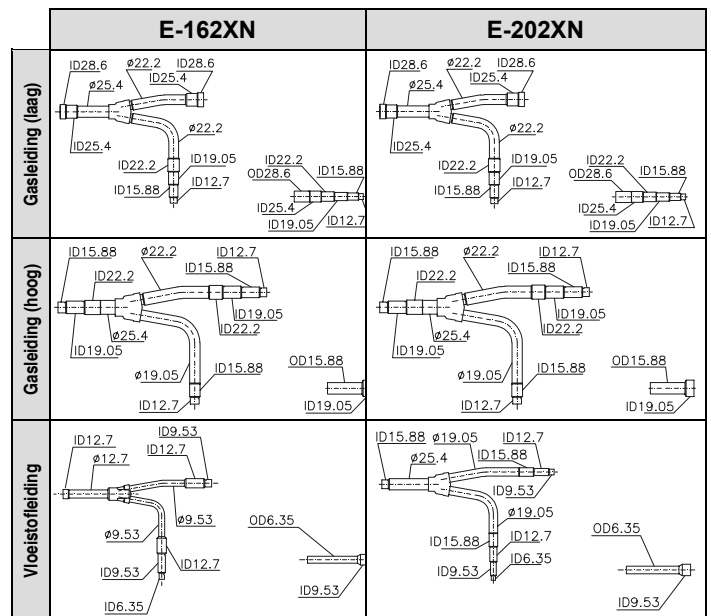 E-162XN
E-202XN
Gasleiding (laag)
ID28.6
ø22.2
ID28.6
ID25.4
ø25.4
ø22.2
ID25.4
ID22.2
ID19.05
ID15.88
ID12.7
ID22.2
OD28.6
ID15.88
ID25.4
ID12.7
ID19.05
ID28.6
ø22.2
ID28.6
ID25.4
ø25.4
ø22.2
ID25.4
ID22.2
ID19.05
ID15.88
ID12.7
ID22.2
OD28.6
ID15.88
ID25.4
ID12.7
ID19.05
Gasleiding (hoog)
ID15.88
ø22.2
ID12.7
ID15.88
ID22.2
ID19.05
ø25.4
ID22.2
ID19.05
ø19.05
ID15.88
ID12.7
OD15.88
ID19.05
ID15.88
ø22.2
ID12.7
ID15.88
ID22.2
ID19.05
ø25.4
ID22.2
ID19.05
ø19.05
ID15.88
ID12.7
OD15.88
ID19.05
Vloeistofleiding
ID12.7
ID9.53
ø12.7
ID12.7
ø9.53
ø9.53
ID12.7
ID9.53
ID6.35
OD6.35
ID9.53
ID15.88
ø19.05
ID12.7
ø25.4
ID15.88
ID9.53
ø19.05
ID15.88
ID12.7
ID9.53
ID6.35
OD6.35
ID9.53